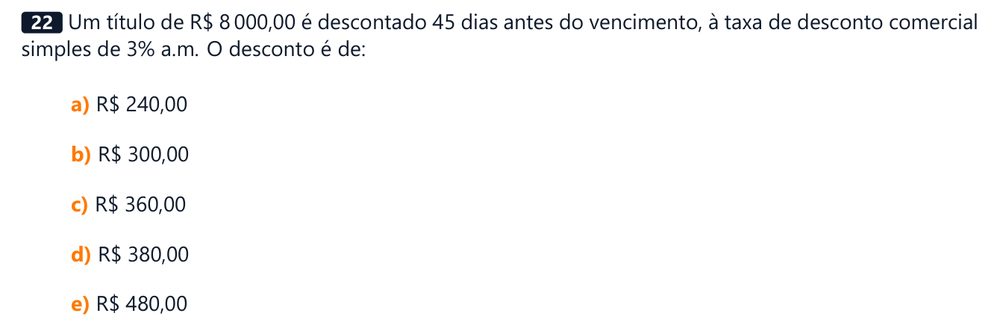 22 Um título de R$ 8 000,00 é descontado 45 dias antes do vencimento, à taxa de desconto comercial
simples de 3% a.m. O desconto é de:
a) R$ 240,00
b) R$ 300,00
c) R$ 360,00
d) R$ 380,00
e) R$ 480,00